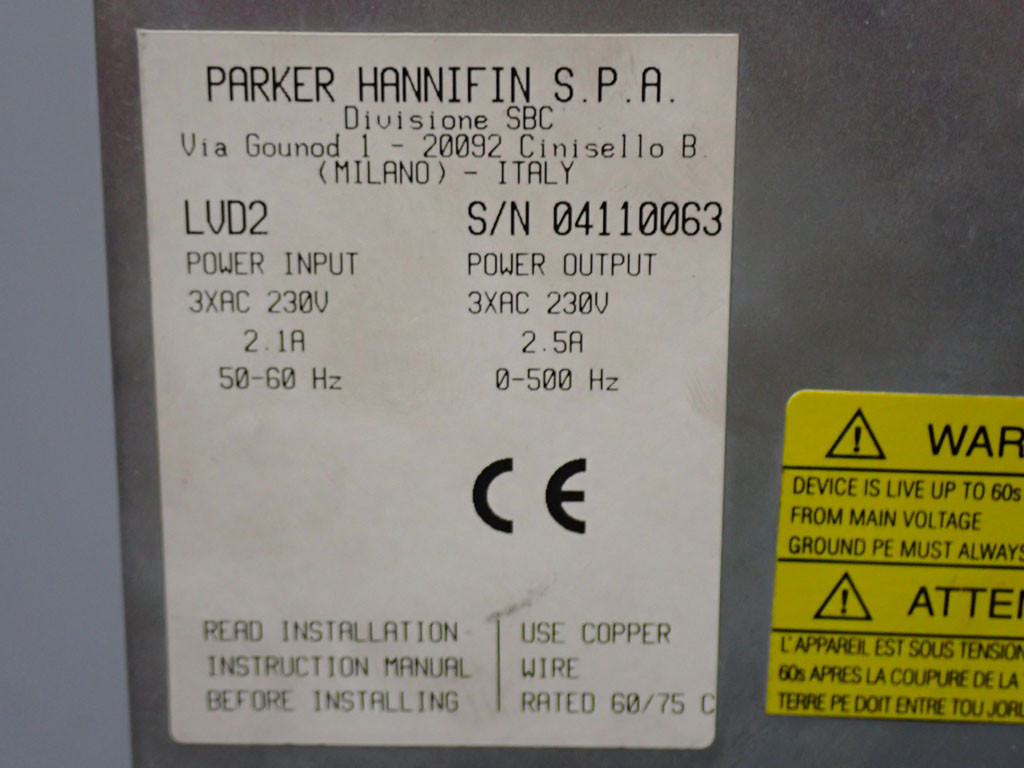 PARKER HANNIFIN S.P.A.
Divisione SBC
Via Gounod 1 - 20092 Cinisello B.
(MILANO) - ITALY
LVD2 S/N 04110063
POWER INPUT POWER OUTPUT
3XAC 230V 3XAC 230V
2.1A 2.5A
50-60 Hz 0-500 Hz
CE
READ INSTALLATION USE COPPER
INSTRUCTION MANUAL WIRE
BEFORE INSTALLING RATED 60/75 C
WAR
DEVICE IS LIVE UP TO 60s
FROM MAIN VOLTAGE
GROUND PE MUST ALWAYS
ATTE
L'APPAREIL EST SOUS TENSION
60s APRES LA COUPURE DE LA
TERRE PE DOIT ENTRE TOU JORU